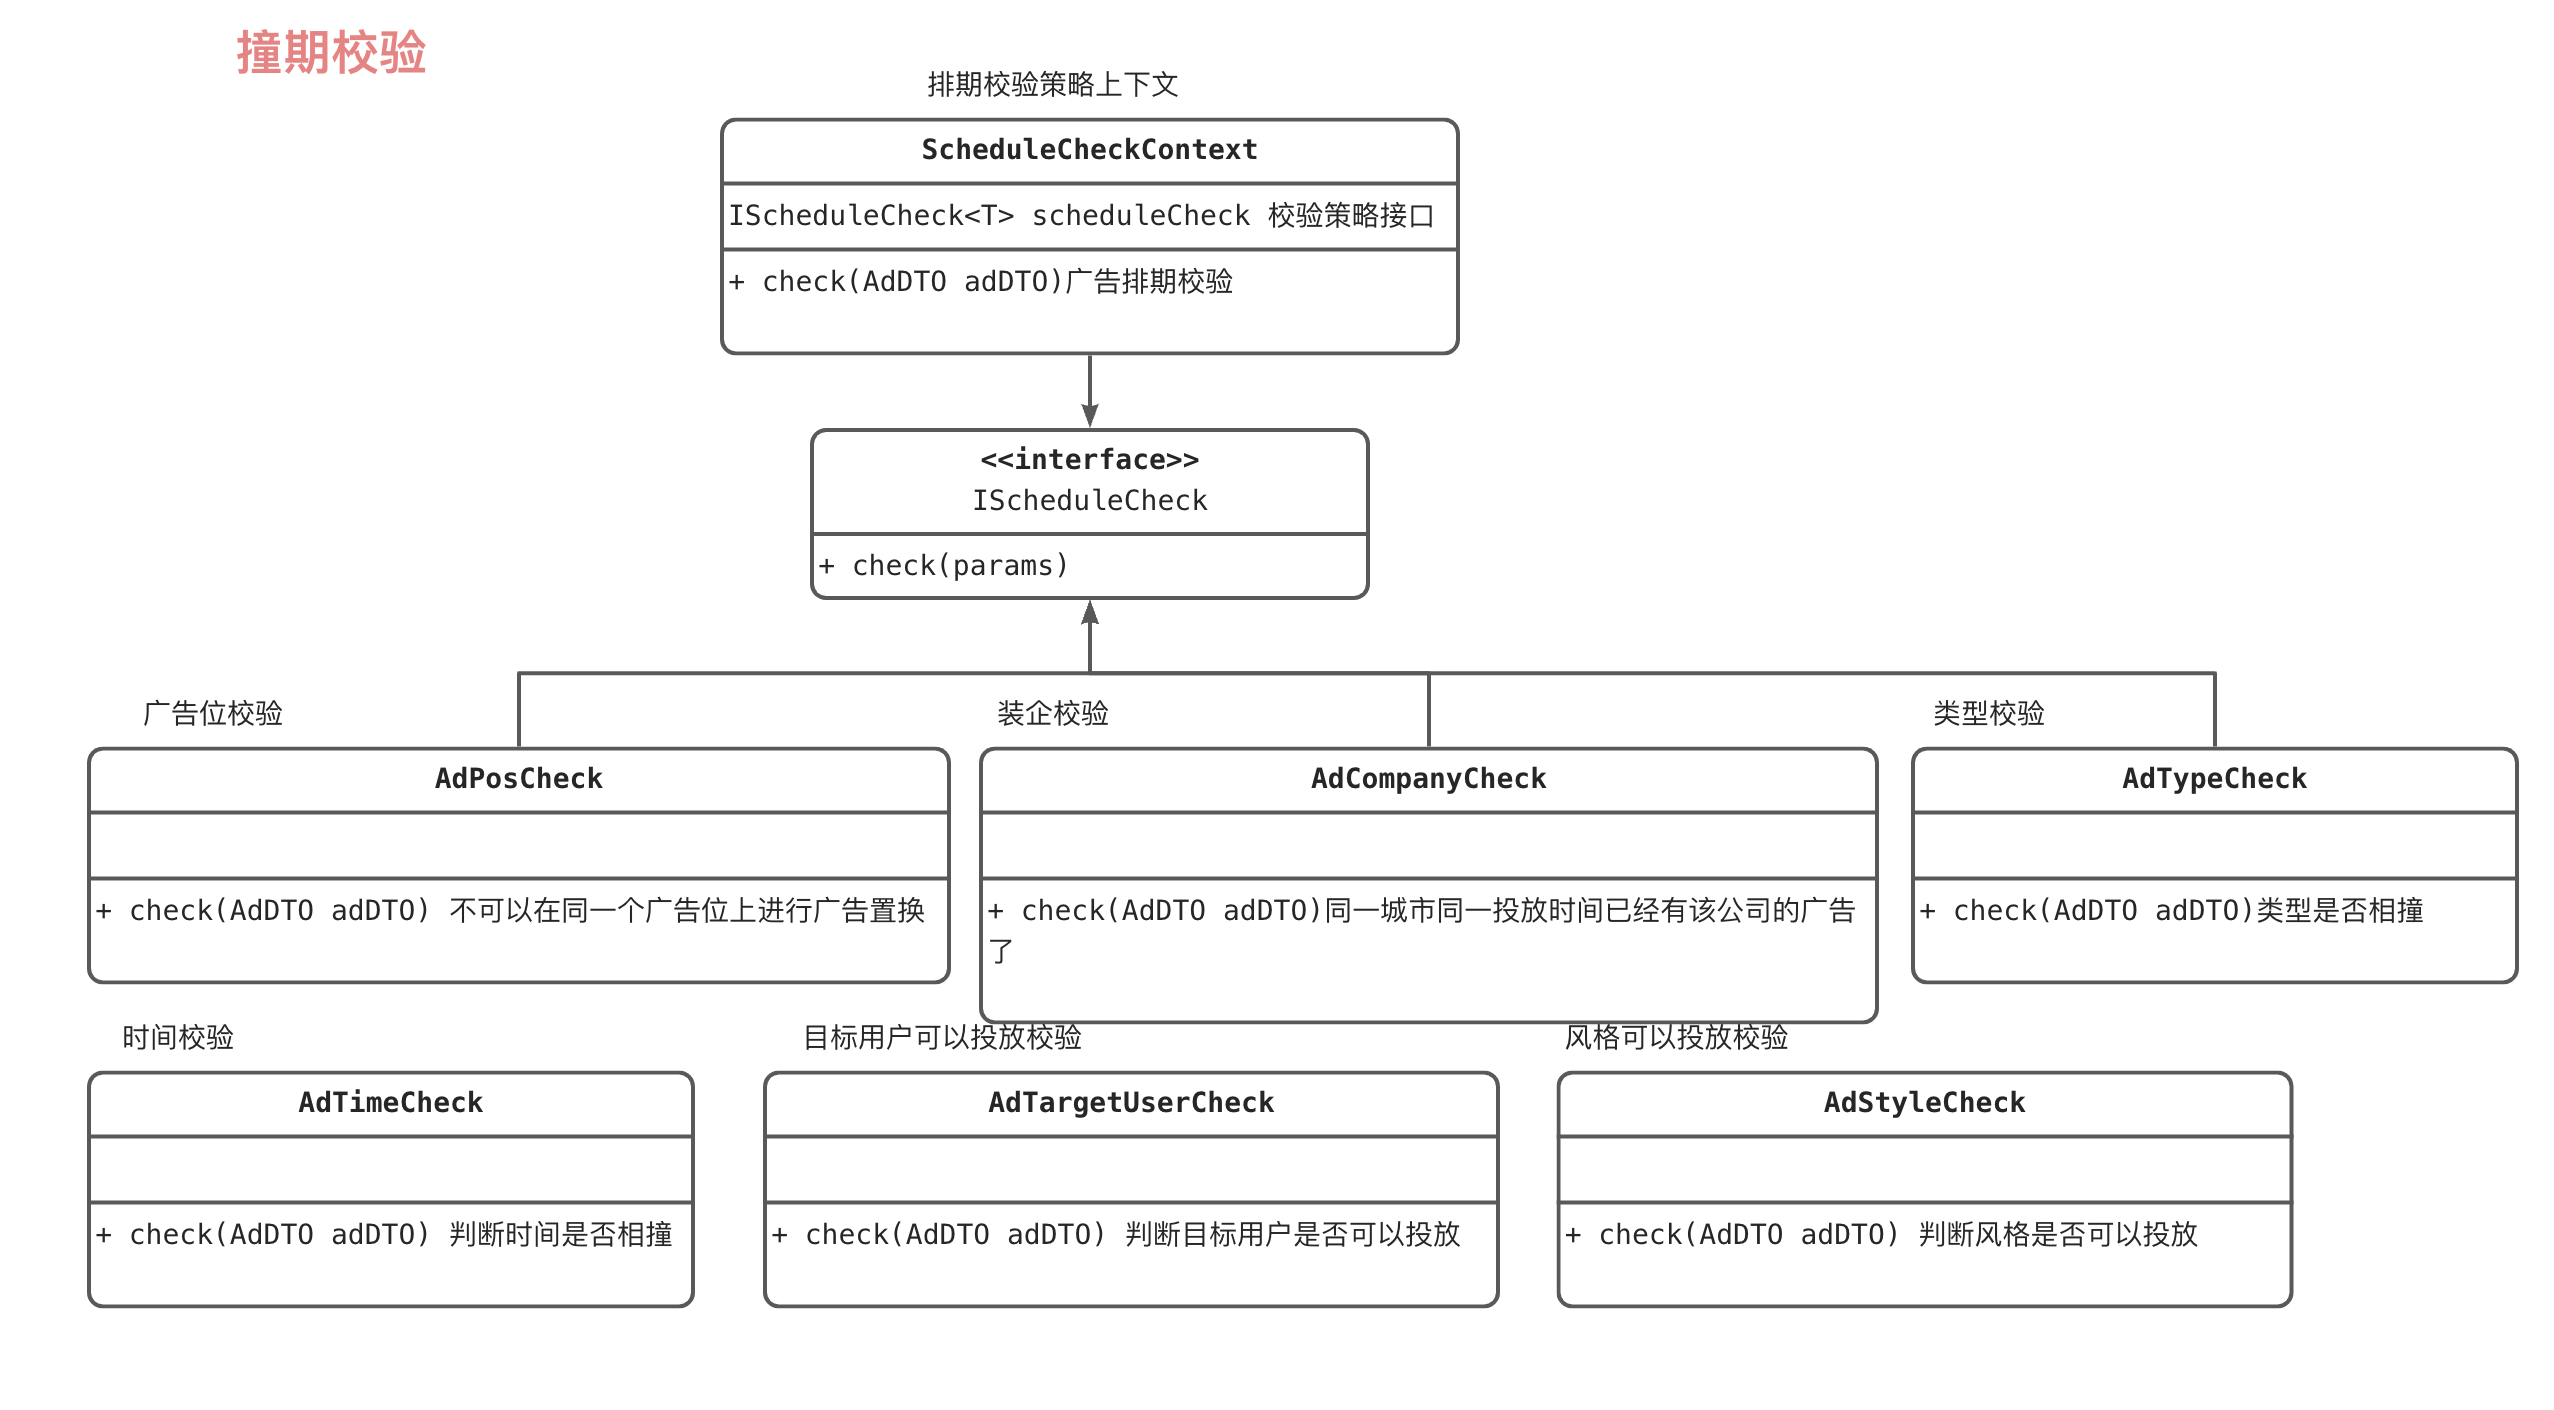 撞期校验
排期校验策略上下文
ScheduleCheckContext
IScheduleCheck<T> scheduleCheck 校验策略接口
+ check(AdDTO adDTO)广告排期校验
<<interface>>
IScheduleCheck
+ check(params)
广告位校验
装企校验
类型校验
AdPosCheck
AdCompanyCheck
AdTypeCheck
+ check(AdDTO adDTO) 不可以在同一个广告位上进行广告置换
+ check(AdDTO adDTO)同一城市同一投放时间已经有该公司的广告
了
+ check(AdDTO adDTO)类型是否相撞
时间校验
目标用户可以投放校验
风格可以投放校验
AdTimeCheck
AdTargetUserCheck
AdStyleCheck
+ check(AdDTO adDTO) 判断时间是否相撞
+ check(AdDTO adDTO) 判断目标用户是否可以投放
+ check(AdDTO adDTO) 判断风格是否可以投放